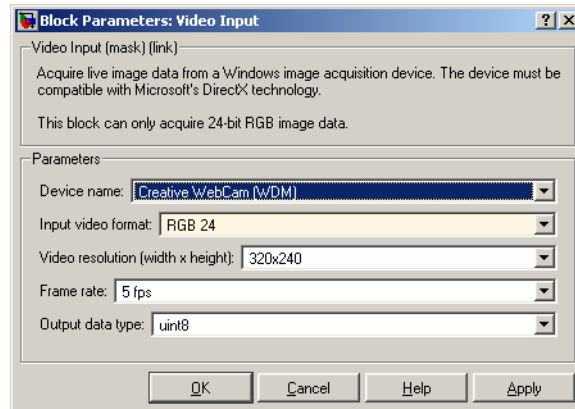 Block Parameters: Video Input
Video Input (mask) (link)
Acquire live image data from a Windows image acquisition device. The device must be
compatible with Microsoft's DirectX technology.
This block can only acquire 24-bit RGB image data.
Parameters
Device name: Creative WebCam (WDM)
Input video format: RGB 24
Video resolution (width x height): 320x240
Frame rate: 5 fps
Output data type: uint8
OK Cancel Help Apply